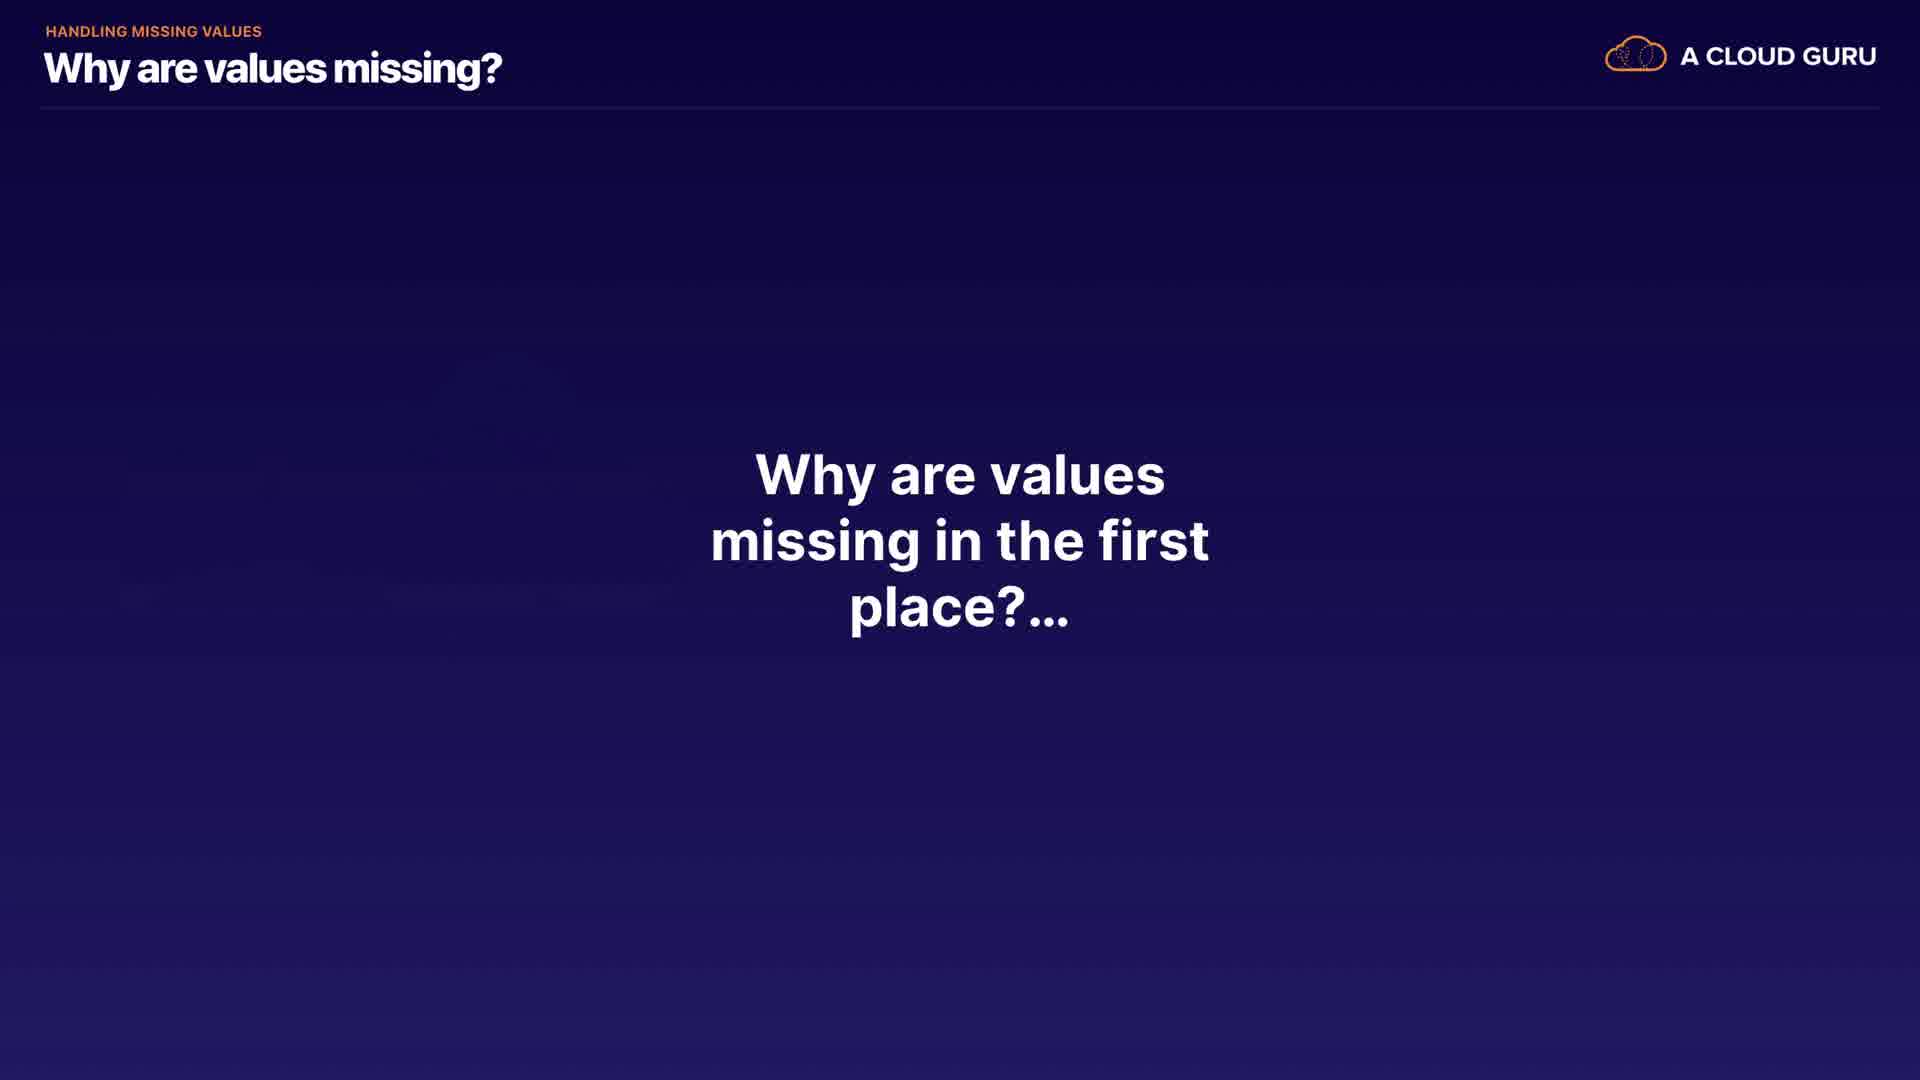 HANDLING MISSING VALUES
Why are values missing?
A CLOUD GURU
Why are values
missing in the first
place?...